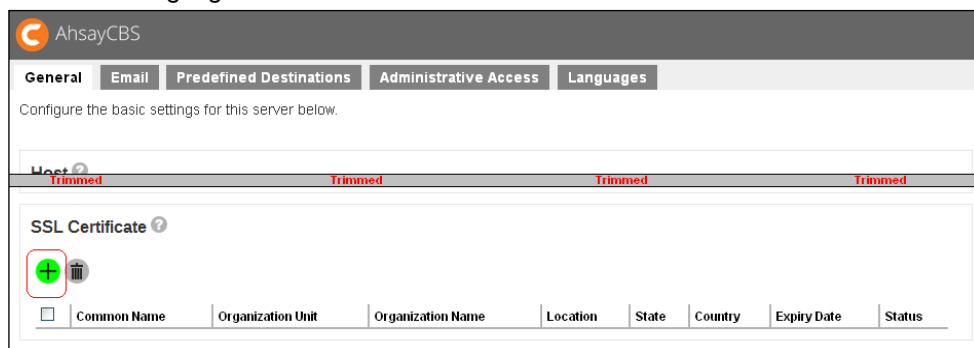 AhsayCBS
General Email Predefined Destinations Administrative Access Languages
Configure the basic settings for this server below.
Host ?
Trimmed Trimmed Trimmed Trimmed
SSL Certificate ?
Common Name Organization Unit Organization Name Location State Country Expiry Date Status